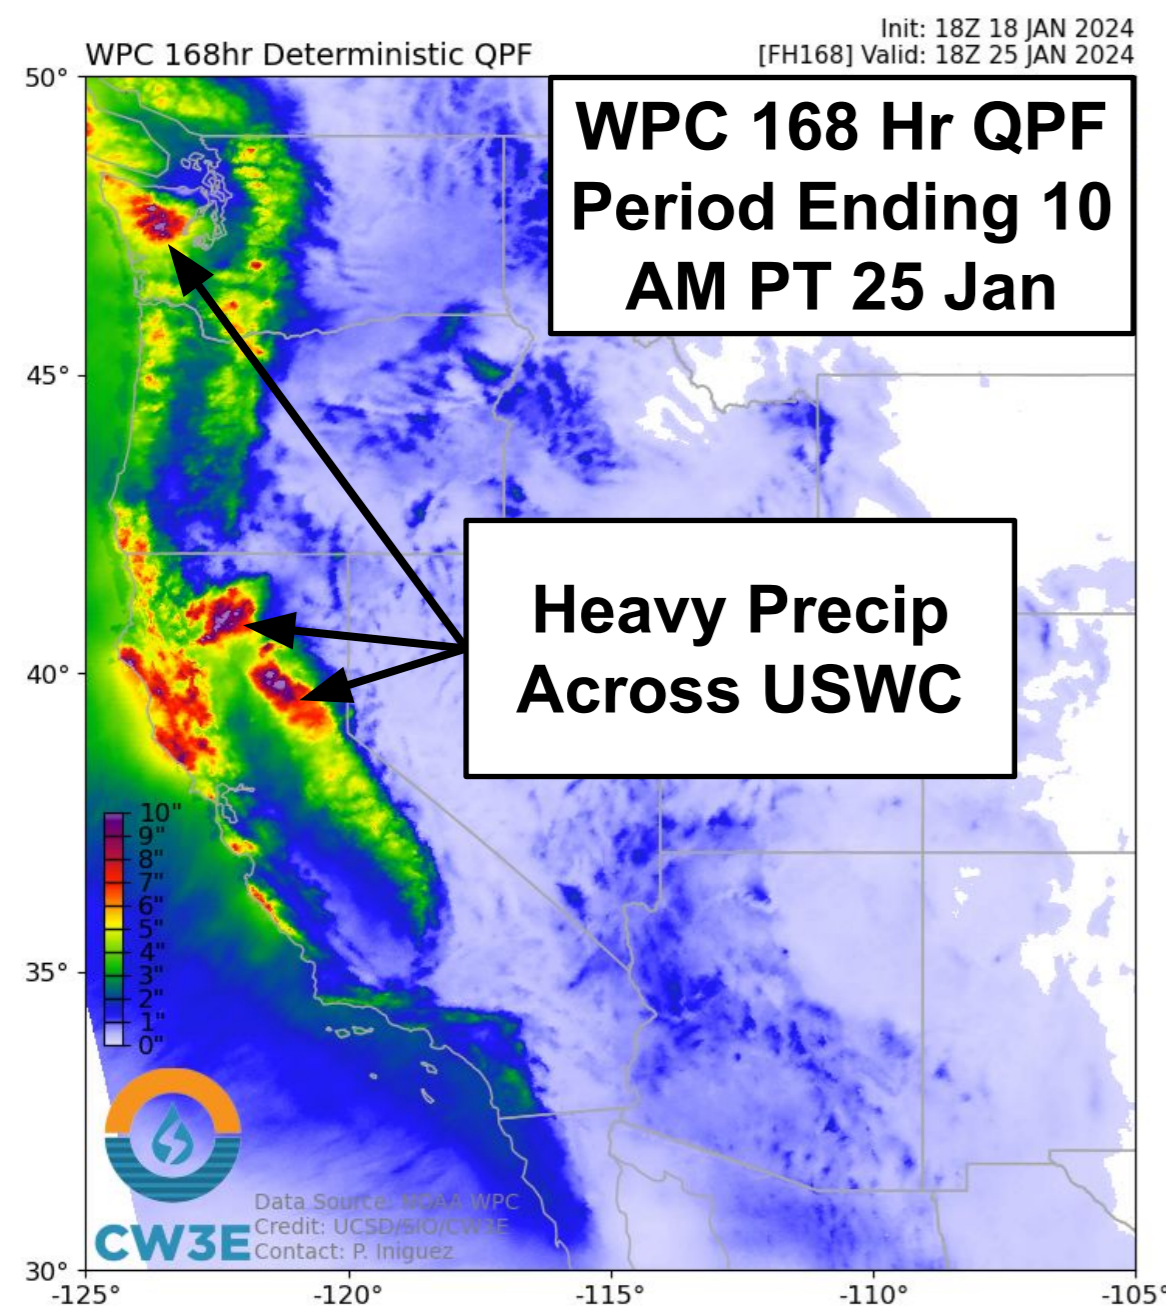 Init: 18Z 18 JAN 2024
WPC 168hr Deterministic QPF
[FH168] Valid: 18Z 25 JAN 2024
50°
WPC 168 Hr QPF
Period Ending 10
AM PT 25 Jan
45°
Heavy Precip
Across USWC
40°
10"
9"
8"
7"
6"
5"
4"
3"
2"
1"
0"
35°
Data Source: NOAA WPC
Credit: UCSD/SIO/CW3E
Contact: P. Iniguez
CW3E
30°
-125°
-120°
-115°
-110°
-105°